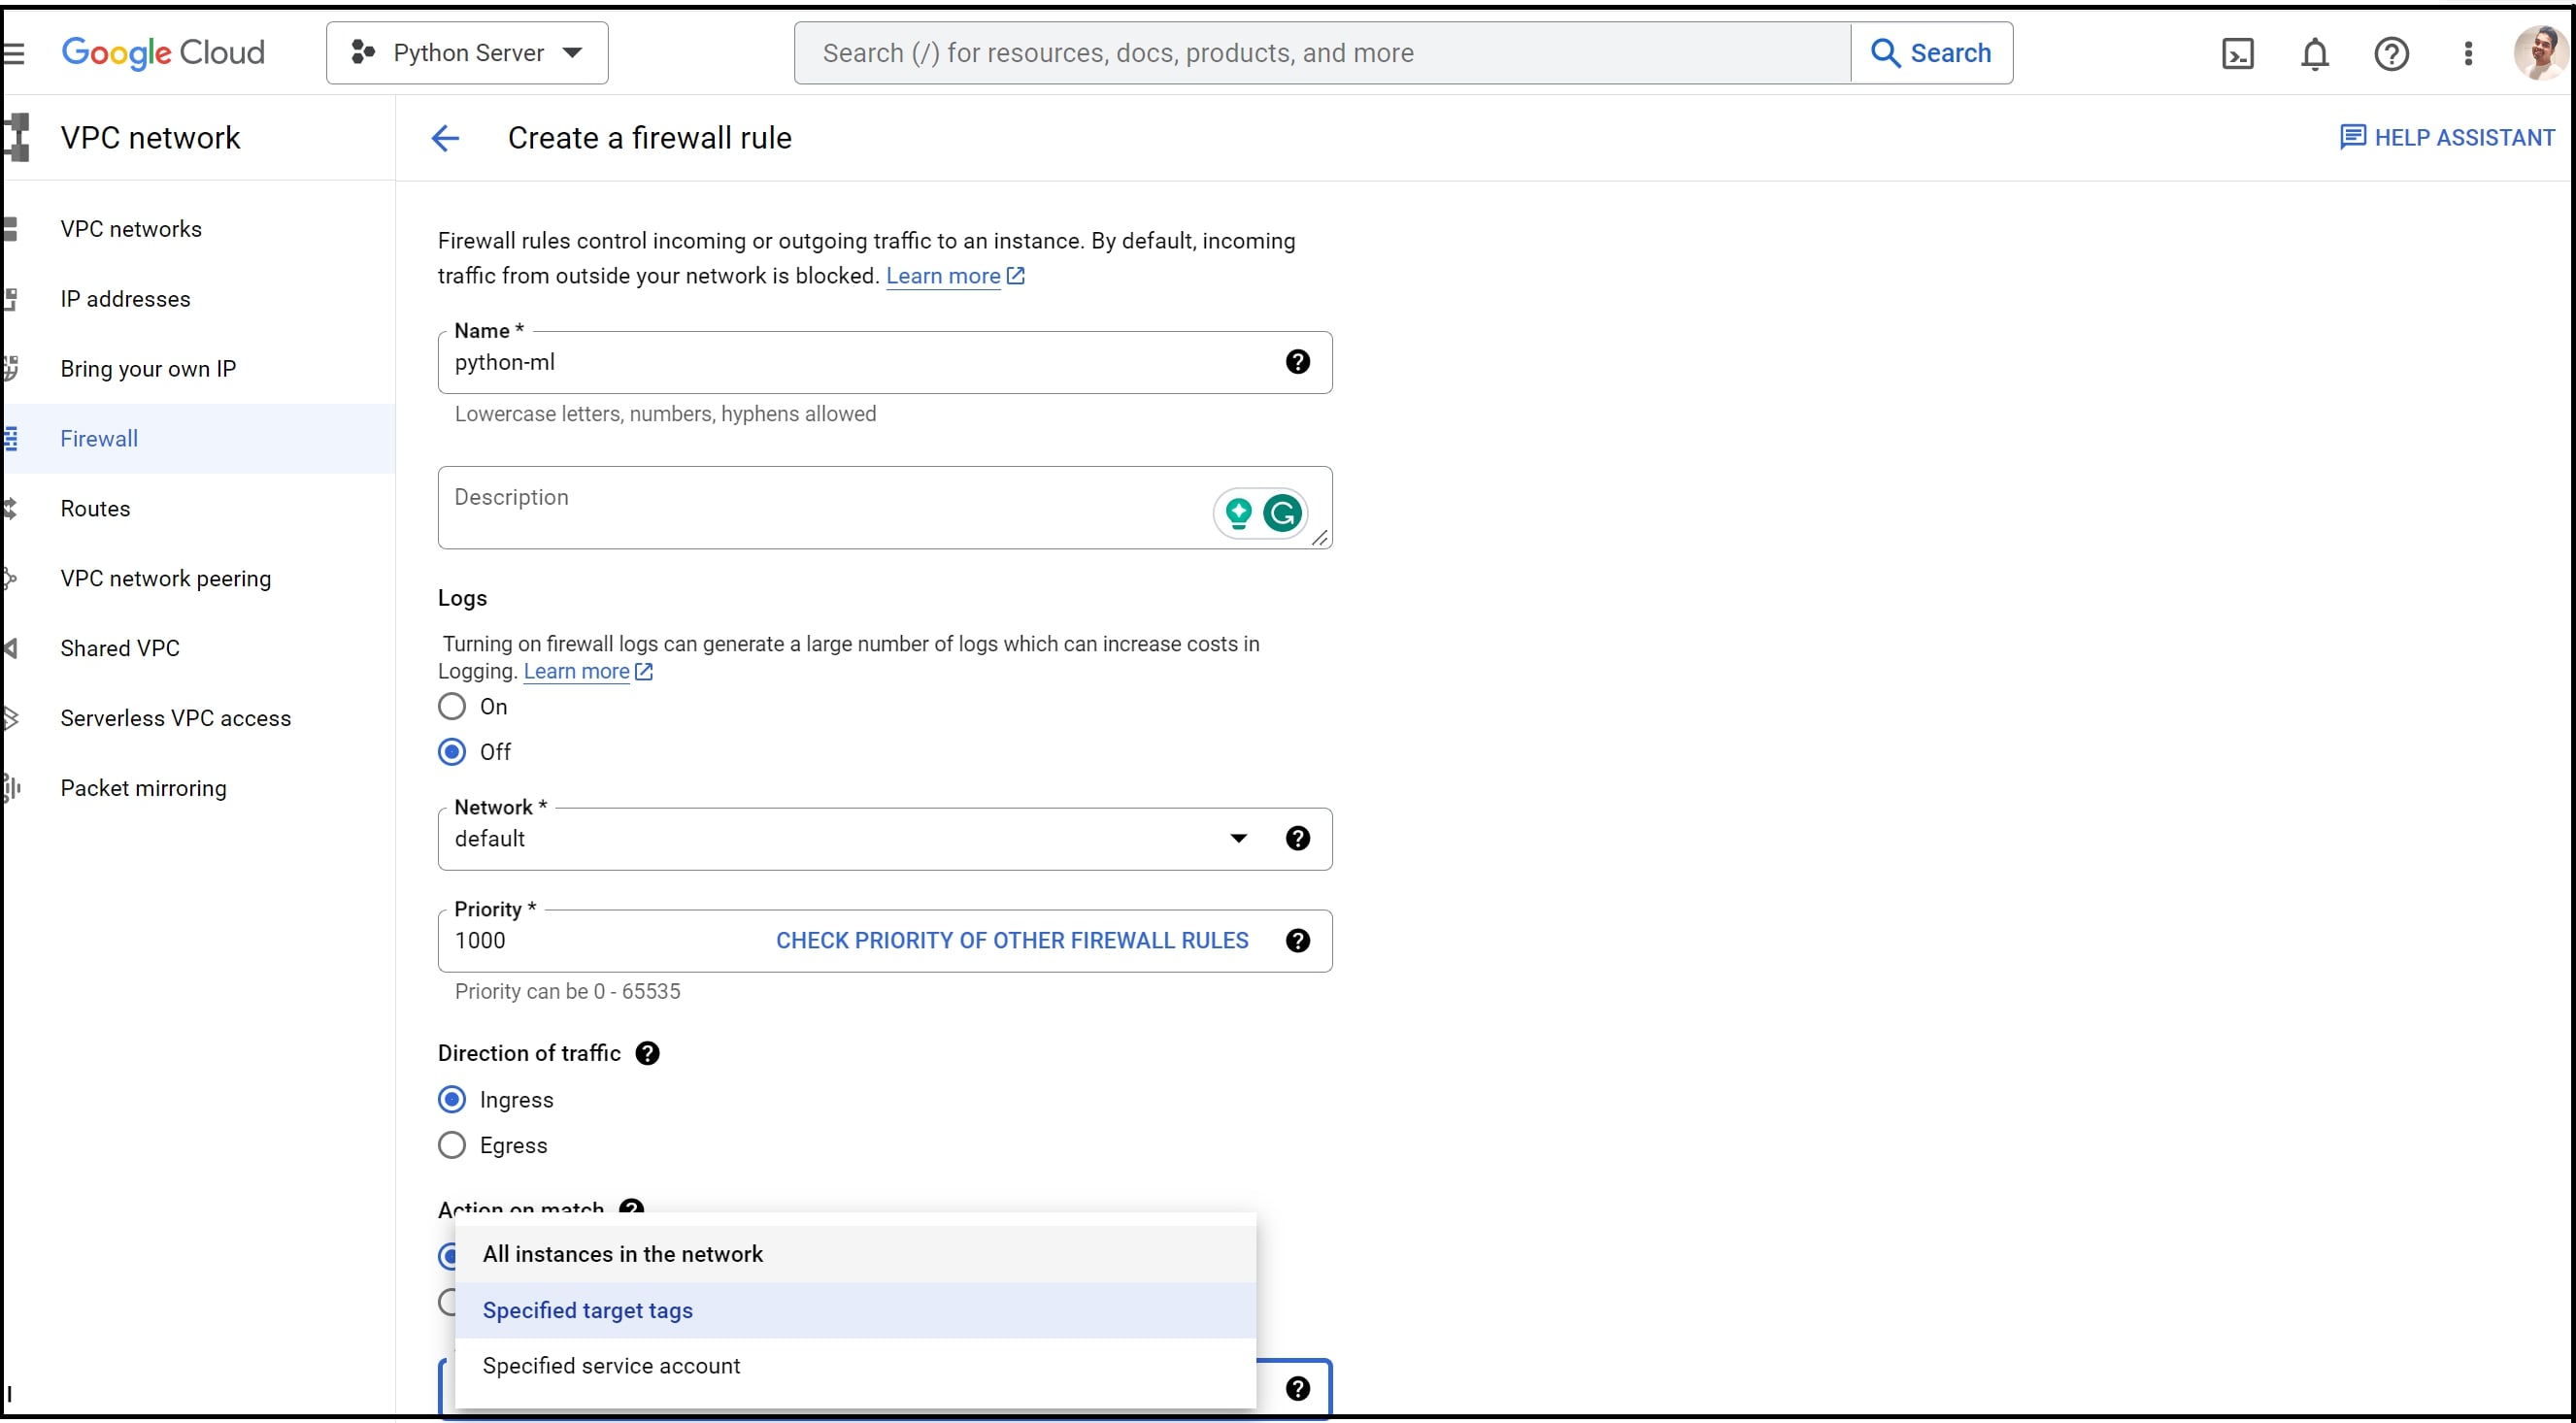 Google Cloud
Python Server
Search (/) for resources, docs, products, and more
Search
VPC network
Create a firewall rule
HELP ASSISTANT
VPC networks
IP addresses
Bring your own IP
Firewall
Routes
VPC network peering
Shared VPC
Serverless VPC access
Packet mirroring
Firewall rules control incoming or outgoing traffic to an instance. By default, incoming
traffic from outside your network is blocked. Learn more
Name *
python-ml
Lowercase letters, numbers, hyphens allowed
Description
Logs
Turning on firewall logs can generate a large number of logs which can increase costs in
Logging. Learn more
On
Off
Network *
default
Priority *
1000
CHECK PRIORITY OF OTHER FIREWALL RULES
Priority can be 0 - 65535
Direction of traffic
Ingress
Egress
Action on match
All instances in the network
Specified target tags
Specified service account